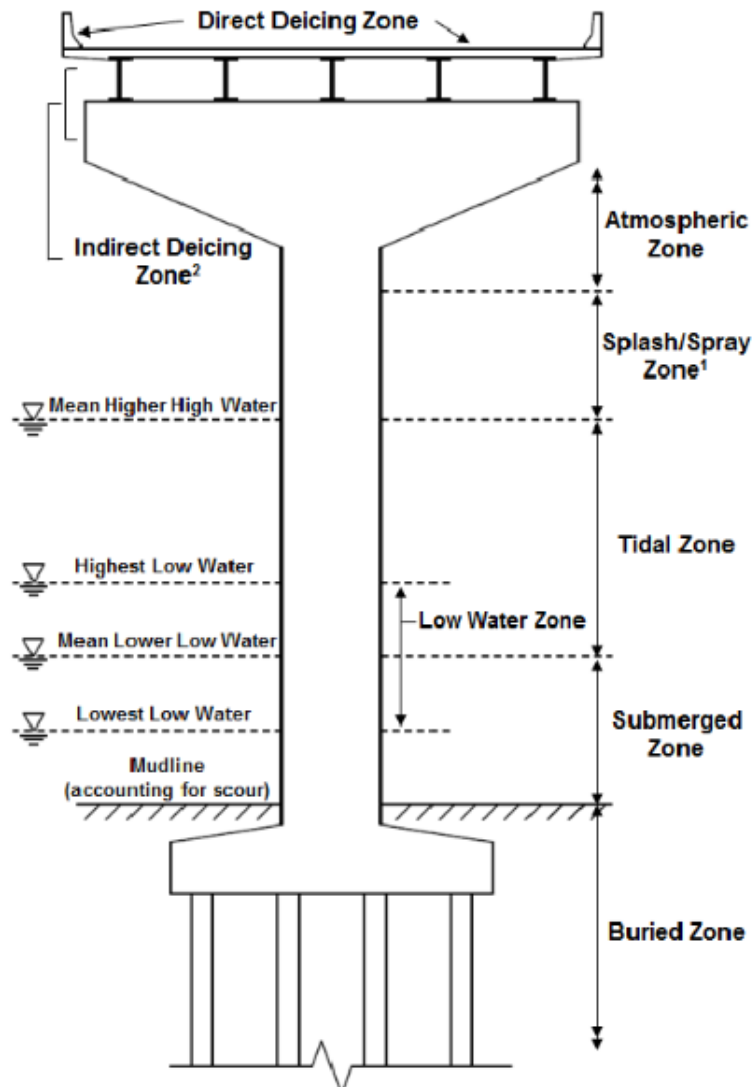 Direct Deicing Zone
Atmospheric
Zone
Indirect Deicing
Zone²
Splash/Spray
Zone¹
Mean Higher High Water
Tidal Zone
Highest Low Water
Low Water Zone
Mean Lower Low Water
Lowest Low Water
Submerged
Zone
Mudline
(accounting for scour)
Buried Zone